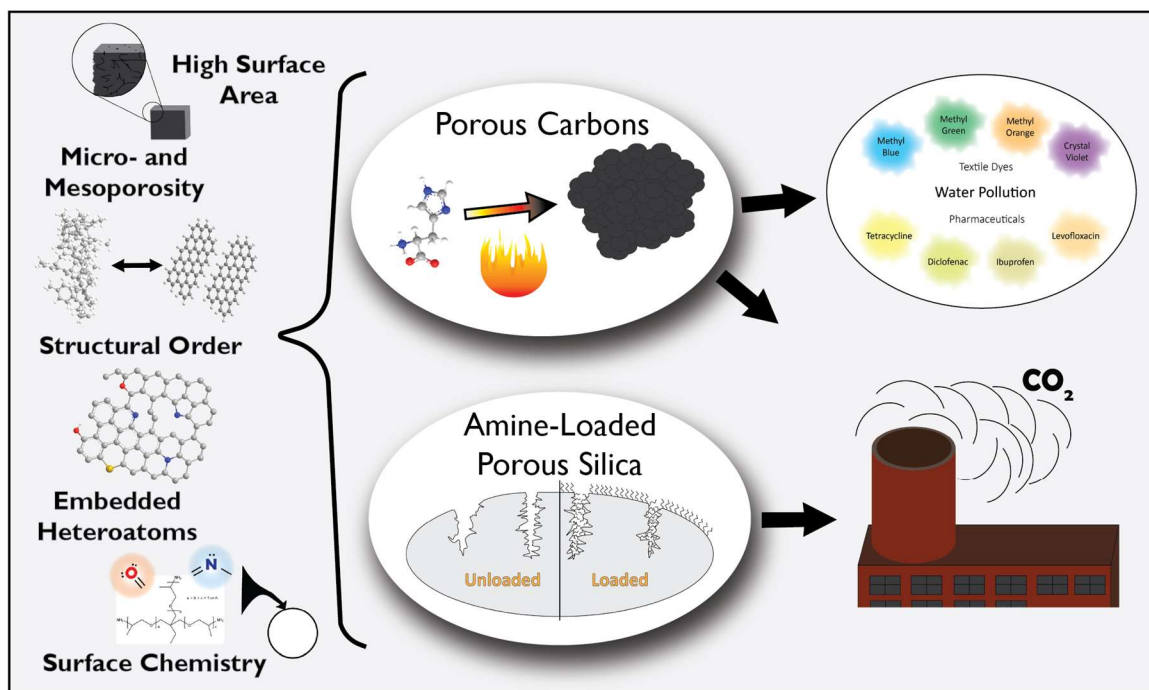 High Surface
Area
Micro- and
Mesoporosity
Structural Order
Embedded
Heteroatoms
O
N
NH₂
NH₂
Surface Chemistry
Porous Carbons
N
N
Amine-Loaded
Porous Silica
Unloaded
Loaded
Methyl
Blue
Methyl
Green
Methyl
Orange
Crystal
Violet
Textile Dyes
Water Pollution
Pharmaceuticals
Tetracycline
Diclofenac
Ibuprofen
Levofloxacin
CO₂